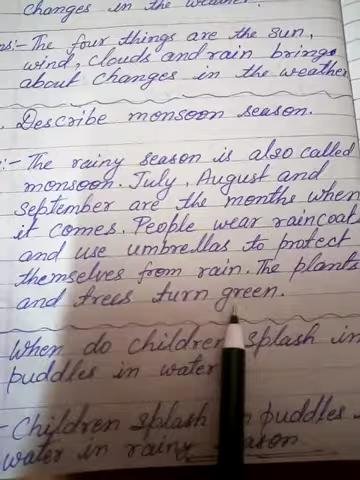 changes in the weather.
ns:- The four things are the sun,
wind, clouds and rain brings
about changes in the weather
. Describe monsoon season.
:- The rainy season is also called
monsoon. July, August and
September are the months when
it comes. People wear raincoat
and use umbrellas to protect
themselves from rain. The plants
and trees turn green.
When do children splash in
puddles in water
- Children splash puddles
water in rainy season